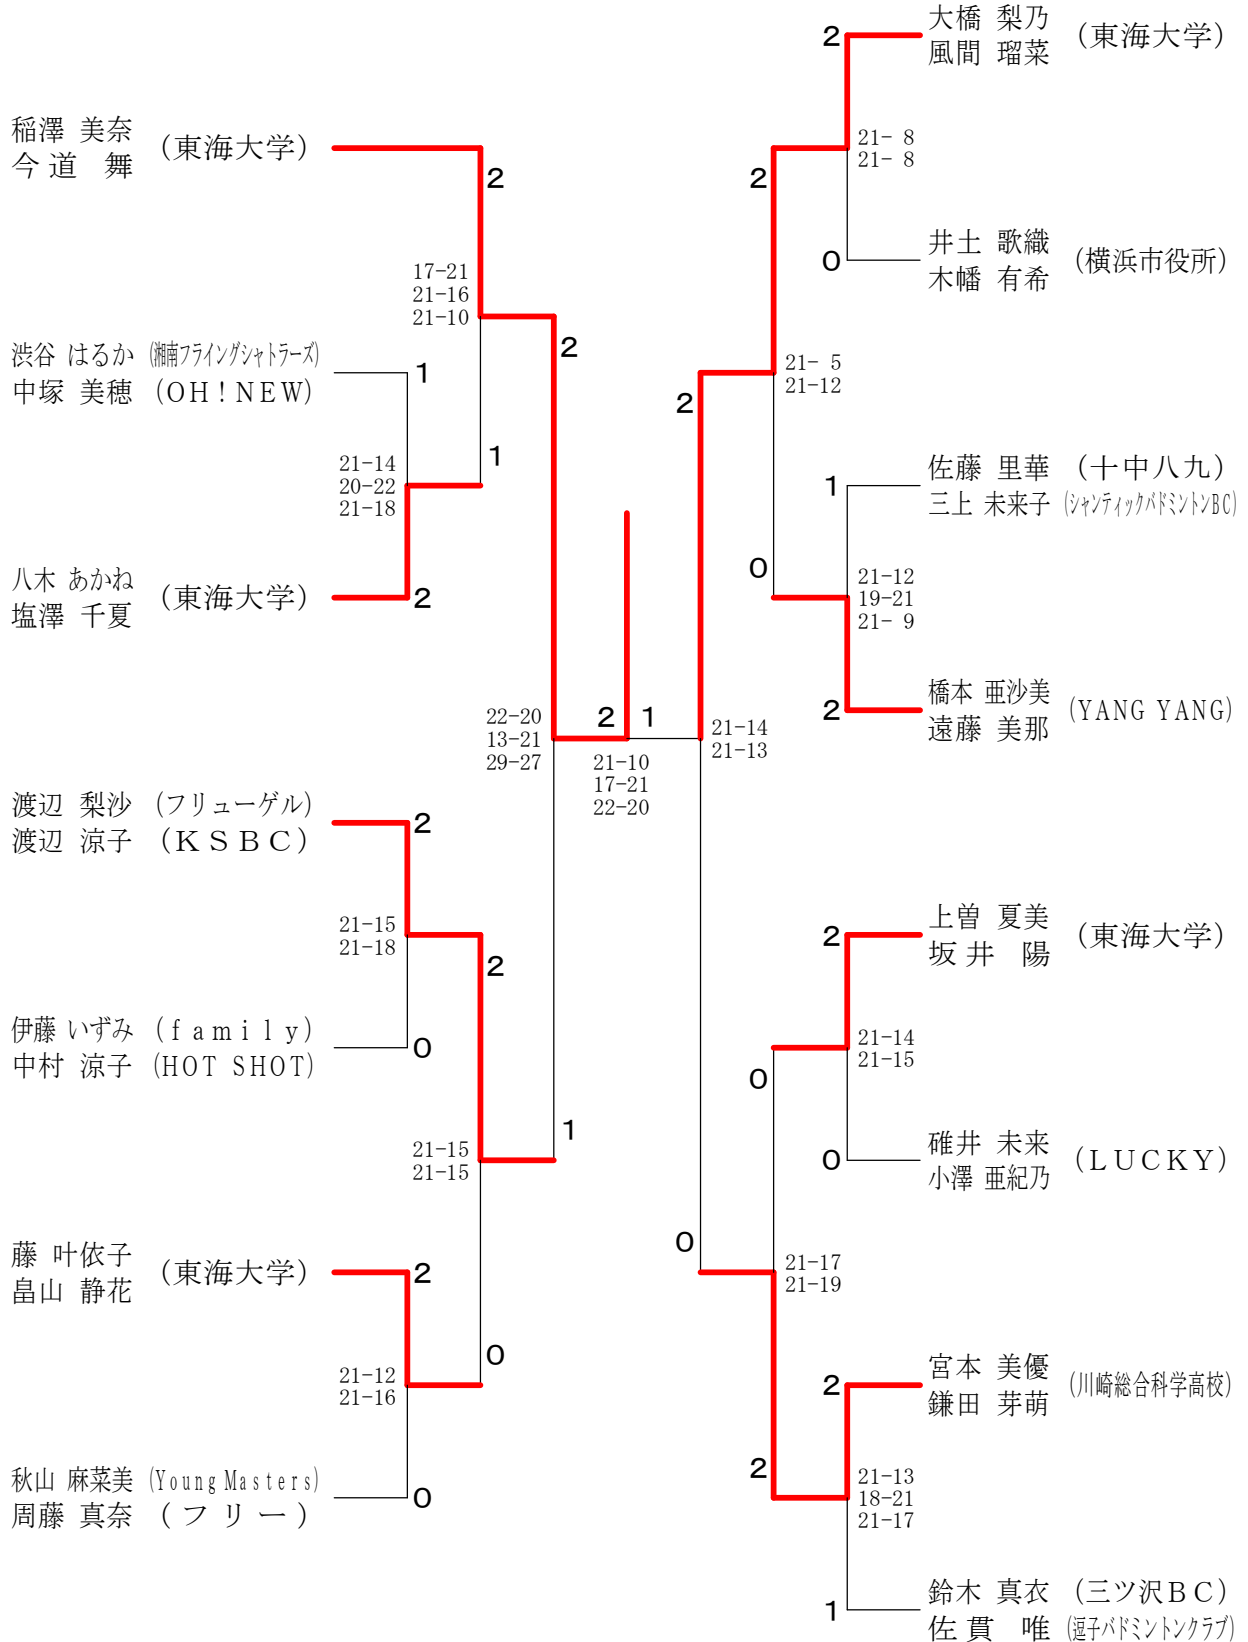 稲澤 美奈
今道 舞
(東海大学)
2
17-21
21-16
21-10
渋谷 はるか (湘南フライングシャトラーズ)
中塚 美穂 (OH!NEW)
1
21-14
20-22
21-18
1
八木 あかね
塩澤 千夏
(東海大学)
2
2
22-20
13-21
29-27
渡辺 梨沙 (フリューゲル)
渡辺 涼子 (KSBC)
2
21-15
21-18
2
伊藤 いずみ (family)
中村 涼子 (HOT SHOT)
0
21-15
21-15
1
藤 叶依子
畠山 静花
(東海大学)
2
21-12
21-16
0
秋山 麻菜美 (Young Masters)
周藤 真奈 (フリー)
0
2 1
21-10
17-21
22-20
大橋 梨乃
風間 瑠菜
(東海大学)
2
21- 8
21- 8
2
井土 歌織
木幡 有希
(横浜市役所)
0
21- 5
21-12
2
佐藤 里華 (十中八九)
三上 未来子 (シャンティックバドミントンBC)
1
0
21-12
19-21
21- 9
橋本 亜沙美
遠藤 美那
(YANG YANG)
2
21-14
21-13
上曽 夏美
坂井 陽
(東海大学)
2
21-14
21-15
0
碓井 未来
小澤 亜紀乃
(LUCKY)
0
0
21-17
21-19
宮本 美優
鎌田 芽萌
(川崎総合科学高校)
2
2
21-13
18-21
21-17
鈴木 真衣 (三ツ沢BC)
佐貫 唯 (逗子バドミントンクラブ)
1